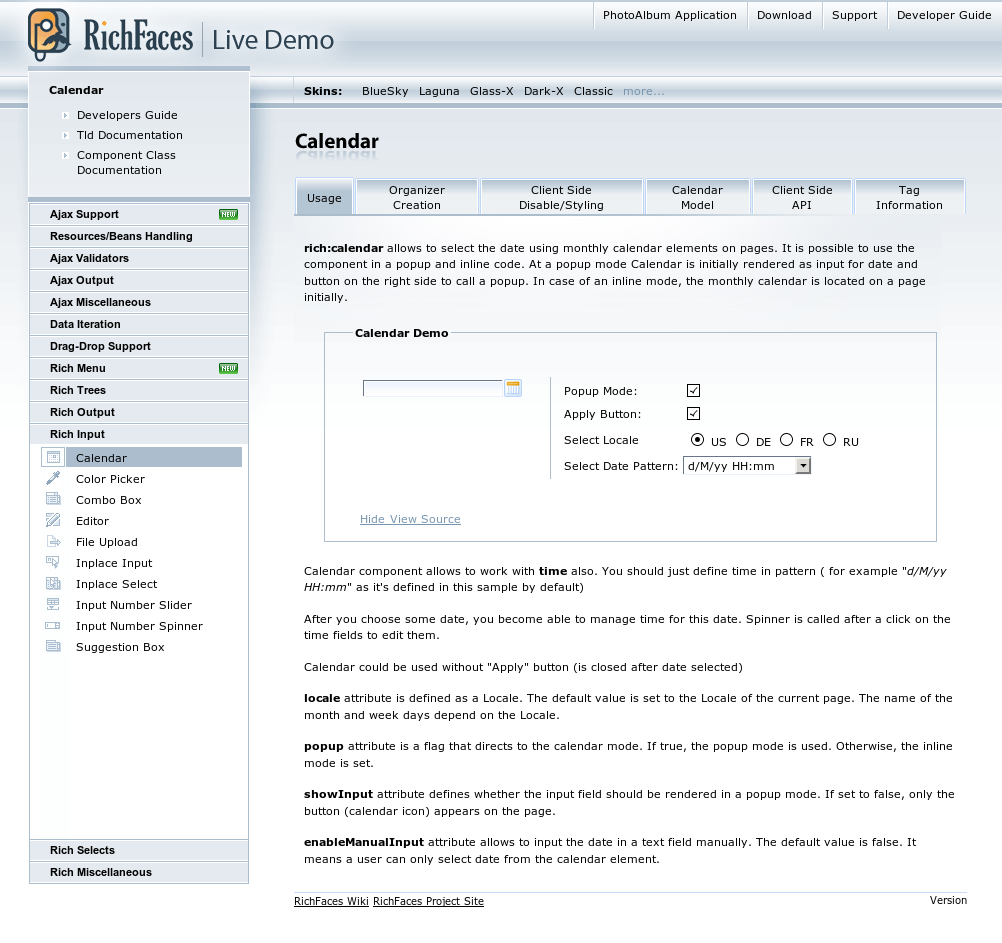 PhotoAlbum Application Download Support Developer Guide
RichFaces Live Demo
Skins: BlueSky Laguna Glass-X Dark-X Classic more...
Calendar
Developers Guide
Tld Documentation
Component Class
Documentation
Ajax Support NEW
Resources/Beans Handling
Ajax Validators
Ajax Output
Ajax Miscellaneous
Data Iteration
Drag-Drop Support
Rich Menu NEW
Rich Trees
Rich Output
Rich Input
Calendar
Color Picker
Combo Box
Editor
File Upload
Inplace Input
Inplace Select
Input Number Slider
Input Number Spinner
Suggestion Box
Rich Selects
Rich Miscellaneous
Calendar
Usage
Organizer
Creation
Client Side
Disable/Styling
Calendar
Model
Client Side
API
Tag
Information
rich:calendar allows to select the date using monthly calendar elements on pages. It is possible to use the
component in a popup and inline code. At a popup mode Calendar is initially rendered as input for date and
button on the right side to call a popup. In case of an inline mode, the monthly calendar is located on a page
initially.
Calendar Demo
Popup Mode:
Apply Button:
Select Locale US DE FR RU
Select Date Pattern: d/M/yy HH:mm
Hide View Source
Calendar component allows to work with time also. You should just define time in pattern ( for example "d/M/yy
HH:mm" as it's defined in this sample by default)
After you choose some date, you become able to manage time for this date. Spinner is called after a click on the
time fields to edit them.
Calendar could be used without "Apply" button (is closed after date selected)
locale attribute is defined as a Locale. The default value is set to the Locale of the current page. The name of the
month and week days depend on the Locale.
popup attribute is a flag that directs to the calendar mode. If true, the popup mode is used. Otherwise, the inline
mode is set.
showInput attribute defines whether the input field should be rendered in a popup mode. If set to false, only the
button (calendar icon) appears on the page.
enableManualInput attribute allows to input the date in a text field manually. The default value is false. It
means a user can only select date from the calendar element.
RichFaces Wiki RichFaces Project Site Version